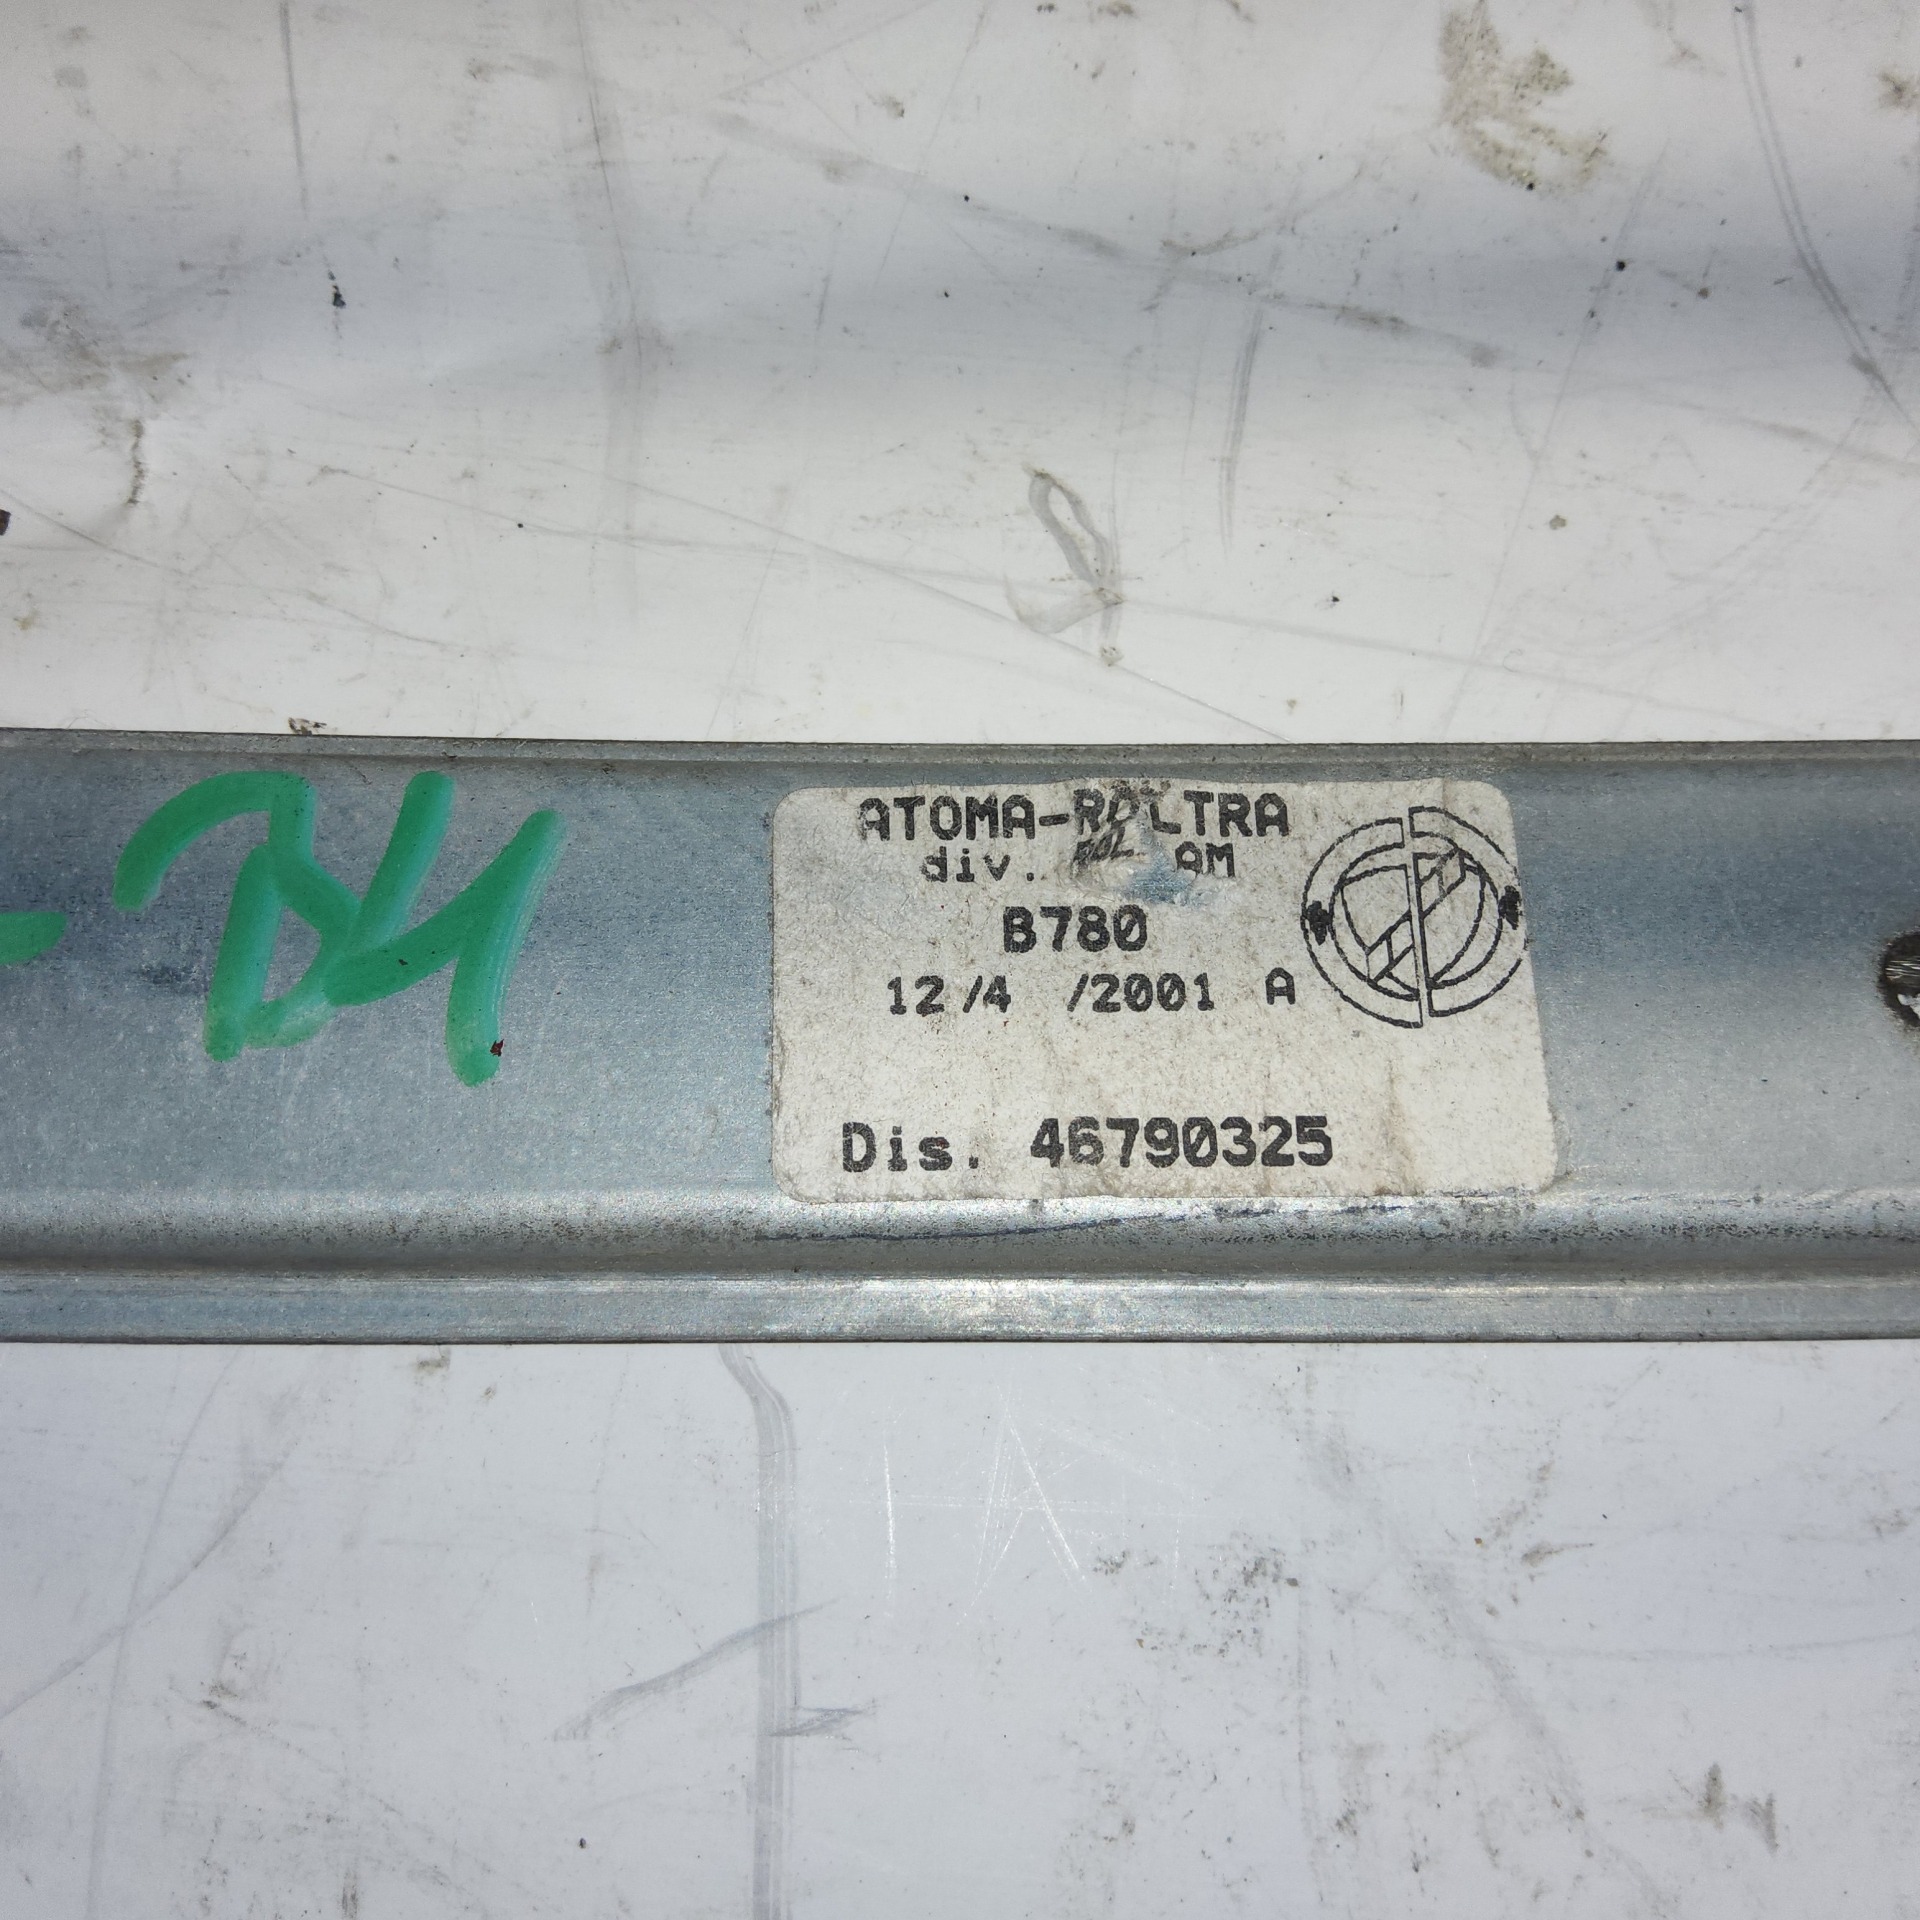 ATOMA-ROLTRA
div. AM
B780
12/4 /2001 A
Dis. 46790325